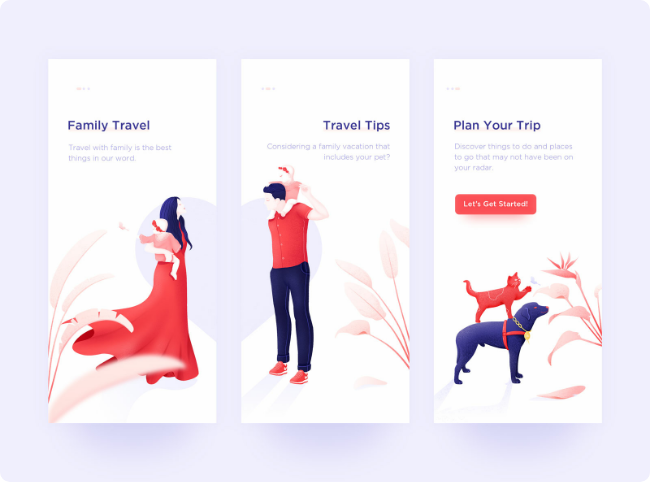 Family Travel
Travel with family is the best
things in our word.
Travel Tips
Considering a family vacation that
includes your pet?
Plan Your Trip
Discover things to do and places
to go that may not have been on
your radar.
Let's Get Started!